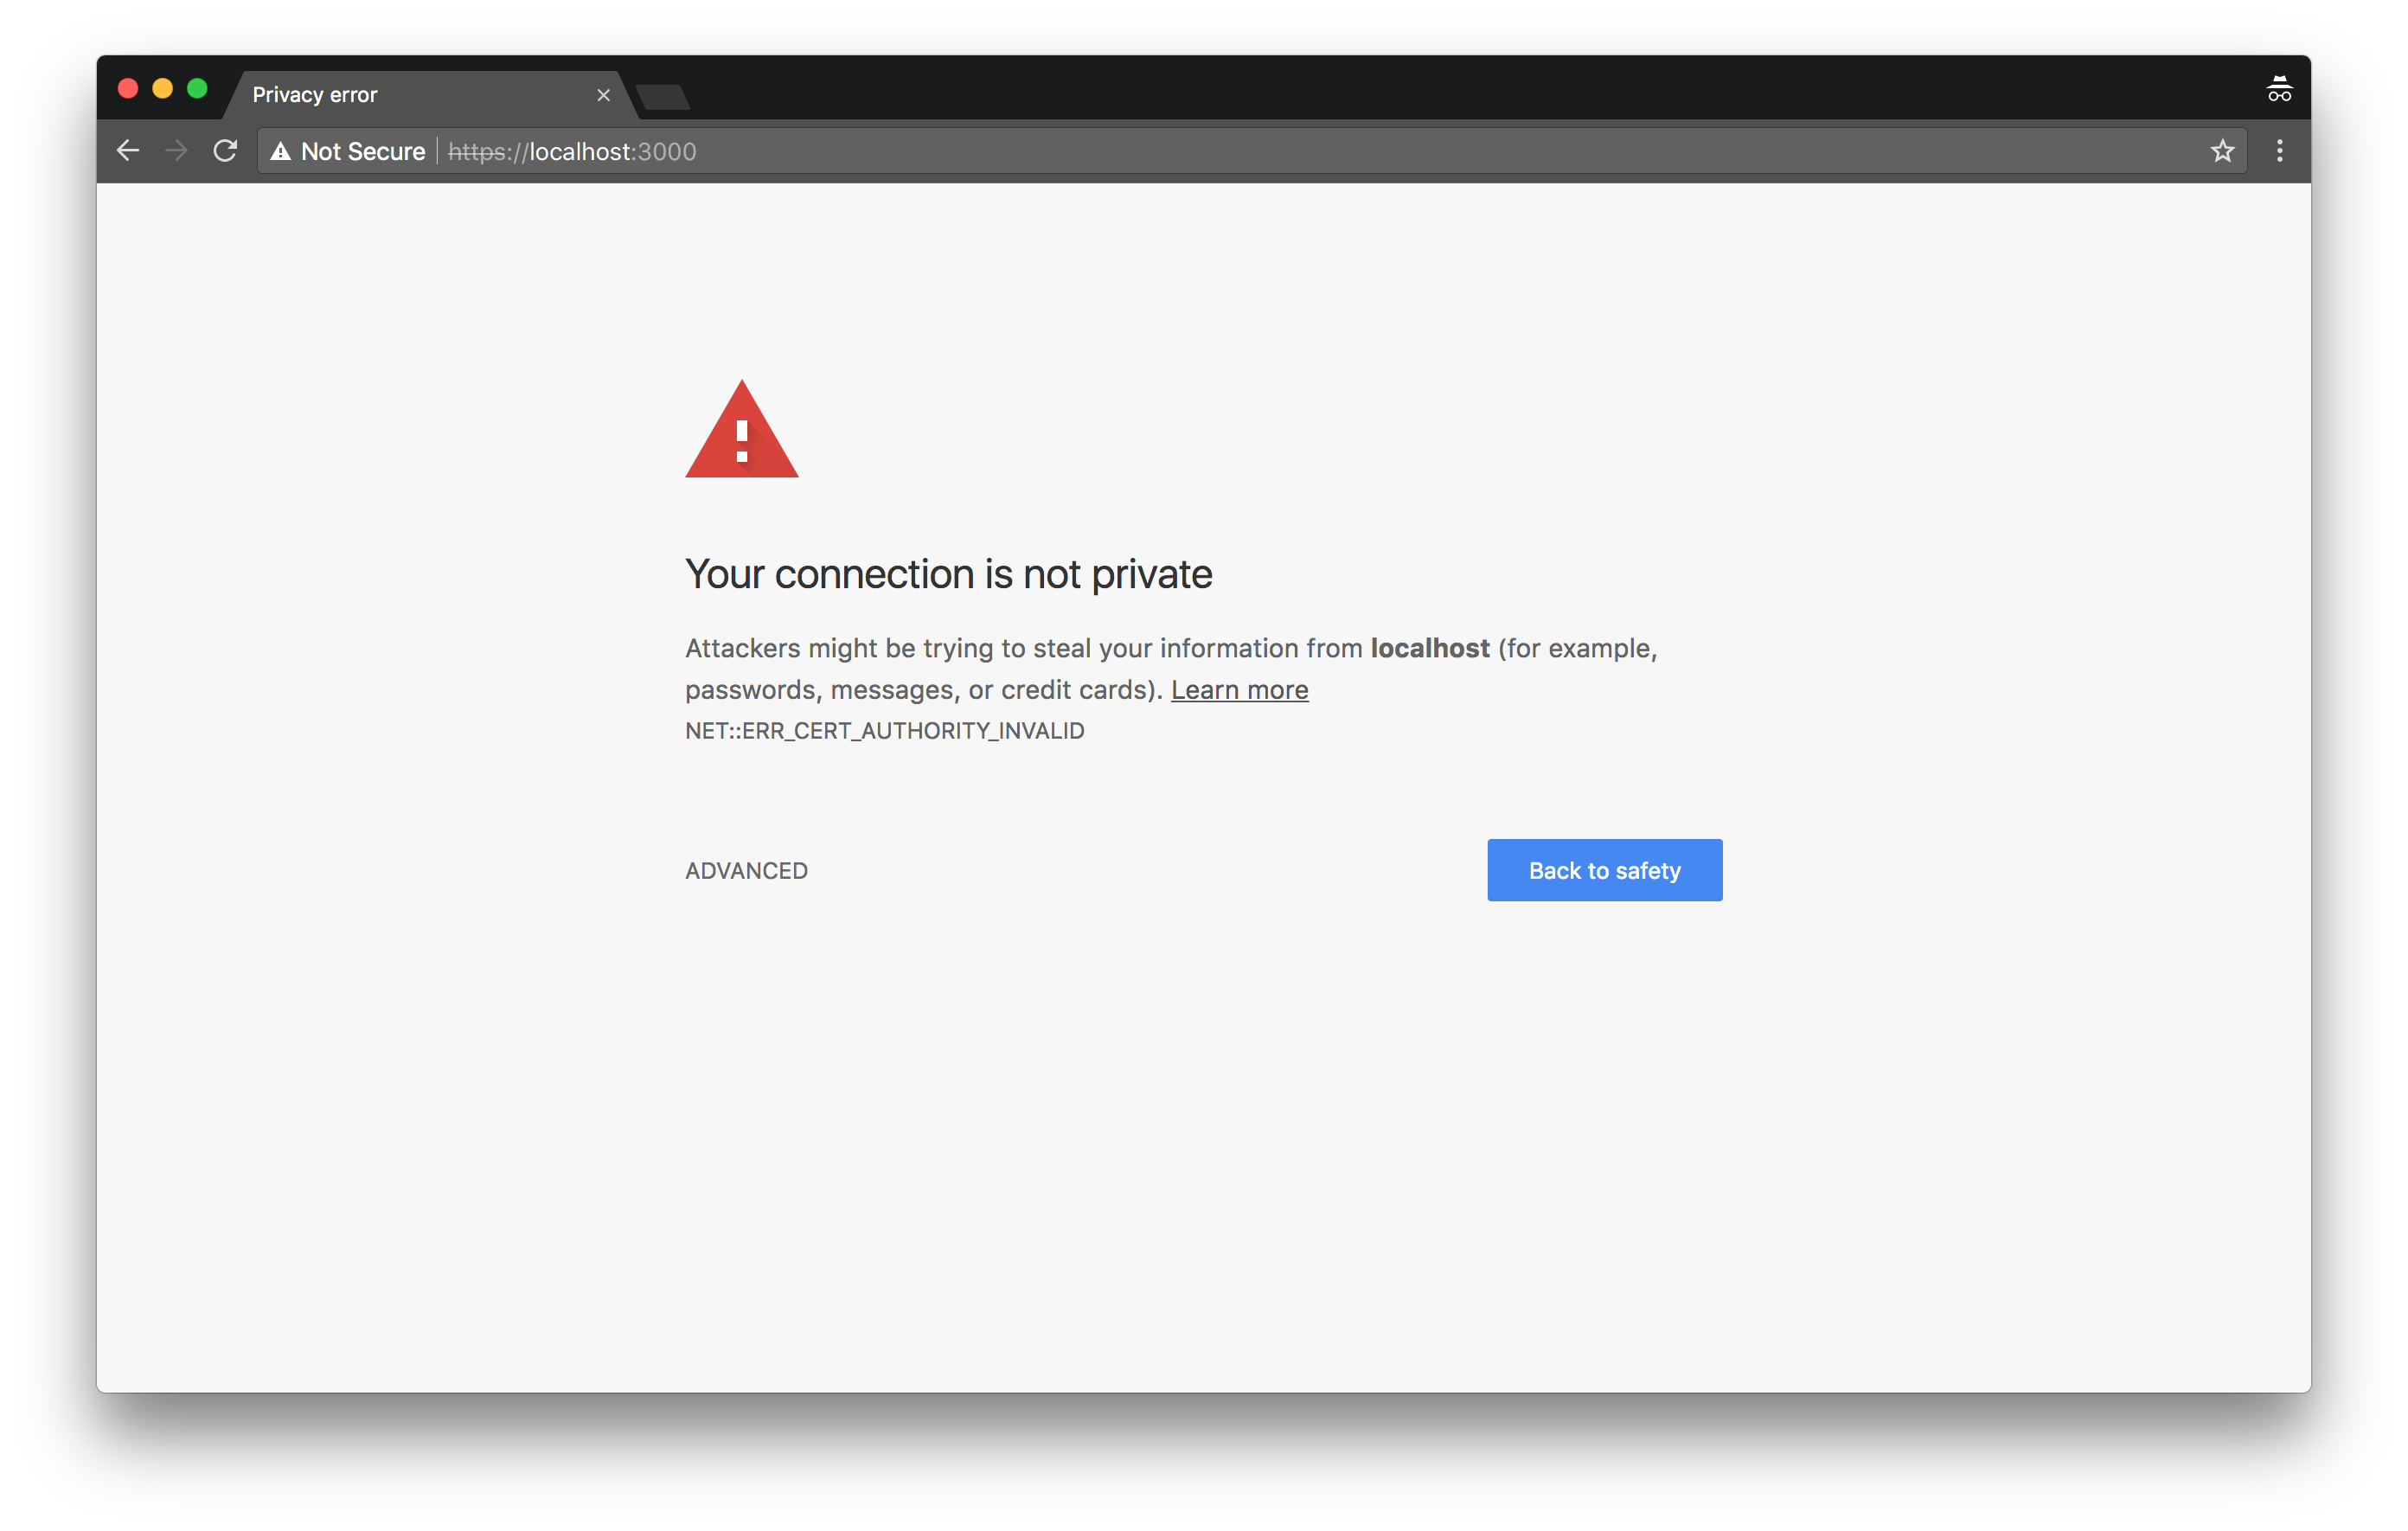 Privacy error
Not Secure https://localhost:3000
Your connection is not private
Attackers might be trying to steal your information from localhost (for example,
passwords, messages, or credit cards). Learn more
NET::ERR_CERT_AUTHORITY_INVALID
ADVANCED
Back to safety